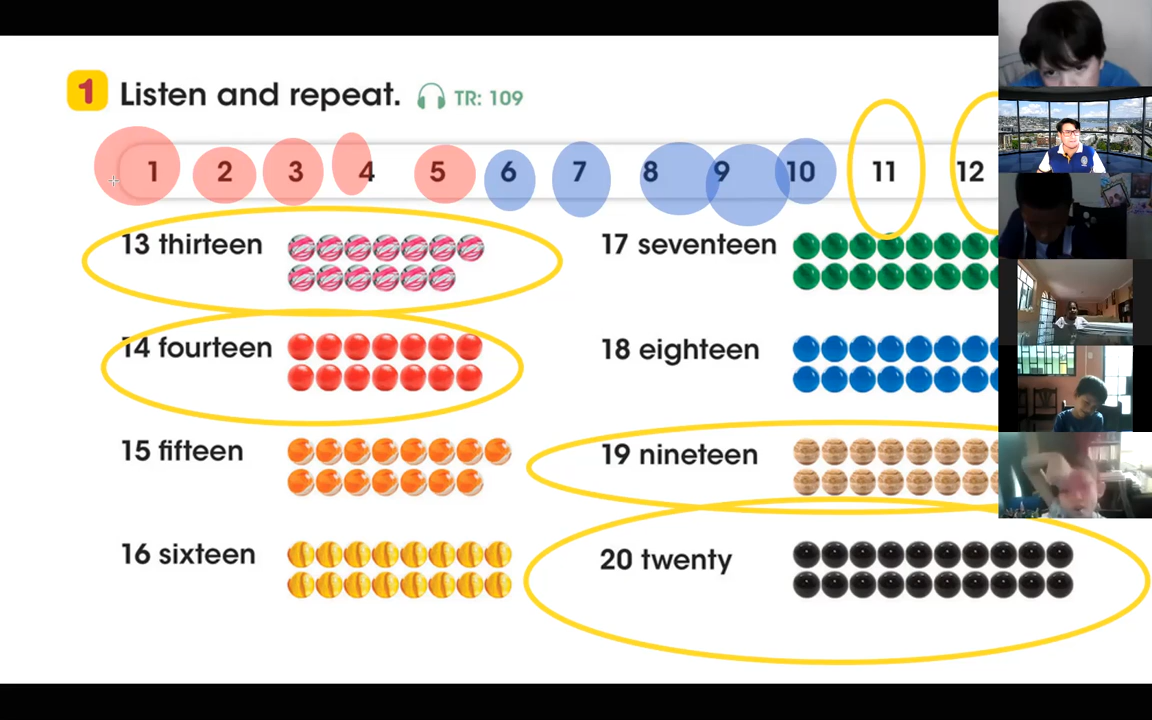 1 Listen and repeat. TR: 109
1 2 3 4 5 6 7 8 9 10 11 12
13 thirteen
14 fourteen
15 fifteen
16 sixteen
17 seventeen
18 eighteen
19 nineteen
20 twenty